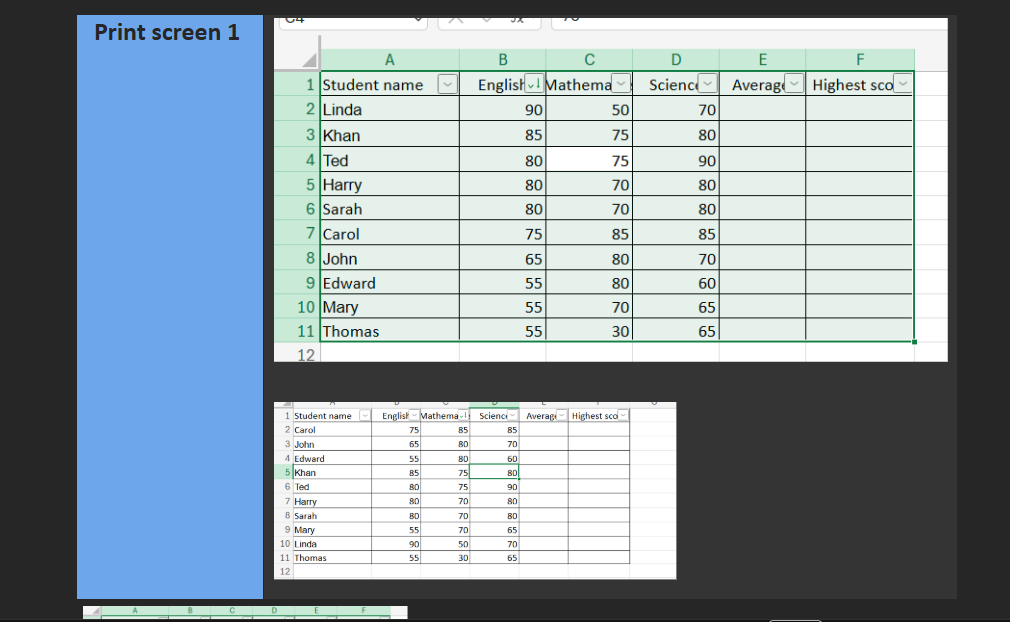 Print screen 1
A B C D E F
1 Student name English Mathema Science Average Highest sco
2 Linda 90 50 70
3 Khan 85 75 80
4 Ted 80 75 90
5 Harry 80 70 80
6 Sarah 80 70 80
7 Carol 75 85 85
8 John 65 80 70
9 Edward 55 80 60
10 Mary 55 70 65
11 Thomas 55 30 65
12
1 Student name English Mathema Science Average Highest sco
2 Carol 75 85 85
3 John 65 80 70
4 Edward 55 80 60
5 Khan 85 75 80
6 Ted 80 75 90
7 Harry 80 70 80
8 Sarah 80 70 80
9 Mary 55 70 65
10 Linda 90 50 70
11 Thomas 55 30 65
12
A B C D E F